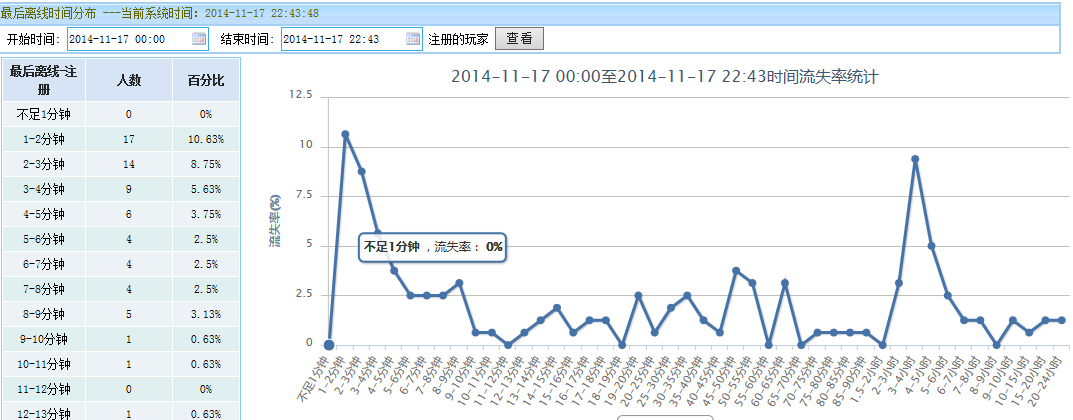 最后离线时间分布 ---当前系统时间：2014-11-17 22:43:48
开始时间：2014-11-17 00:00 结束时间：2014-11-17 22:43 注册的玩家 查看
最后离线-注册 人数 百分比
不足1分钟 0 0%
1-2分钟 17 10.63%
2-3分钟 14 8.75%
3-4分钟 9 5.63%
4-5分钟 6 3.75%
5-6分钟 4 2.5%
6-7分钟 4 2.5%
7-8分钟 4 2.5%
8-9分钟 5 3.13%
9-10分钟 1 0.63%
10-11分钟 1 0.63%
11-12分钟 0 0%
12-13分钟 1 0.63%
2014-11-17 00:00至2014-11-17 22:43时间流失率统计
流失率(%)
12.5
10
7.5
5
2.5
0
不足1分钟 ，流失率： 0%
不足1分钟
1-2分钟
2-3分钟
3-4分钟
4-5分钟
5-6分钟
6-7分钟
7-8分钟
8-9分钟
9-10分钟
10-11分钟
11-12分钟
12-13分钟
13-14分钟
14-15分钟
15-16分钟
16-17分钟
17-18分钟
18-19分钟
19-20分钟
20-25分钟
25-30分钟
30-35分钟
35-40分钟
40-45分钟
45-50分钟
50-55分钟
55-60分钟
60-65分钟
65-70分钟
70-75分钟
75-80分钟
80-85分钟
85-90分钟
1.5-2小时
2-3小时
3-4小时
4-5小时
5-6小时
6-7小时
7-8小时
8-9小时
9-10小时
10-15小时
15-20小时
20-24小时